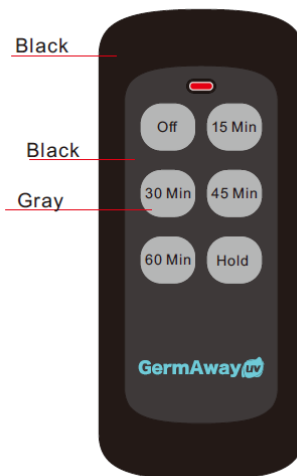 Black
Off 15 Min
Black
30 Min 45 Min
Gray
60 Min Hold
GermAway UV